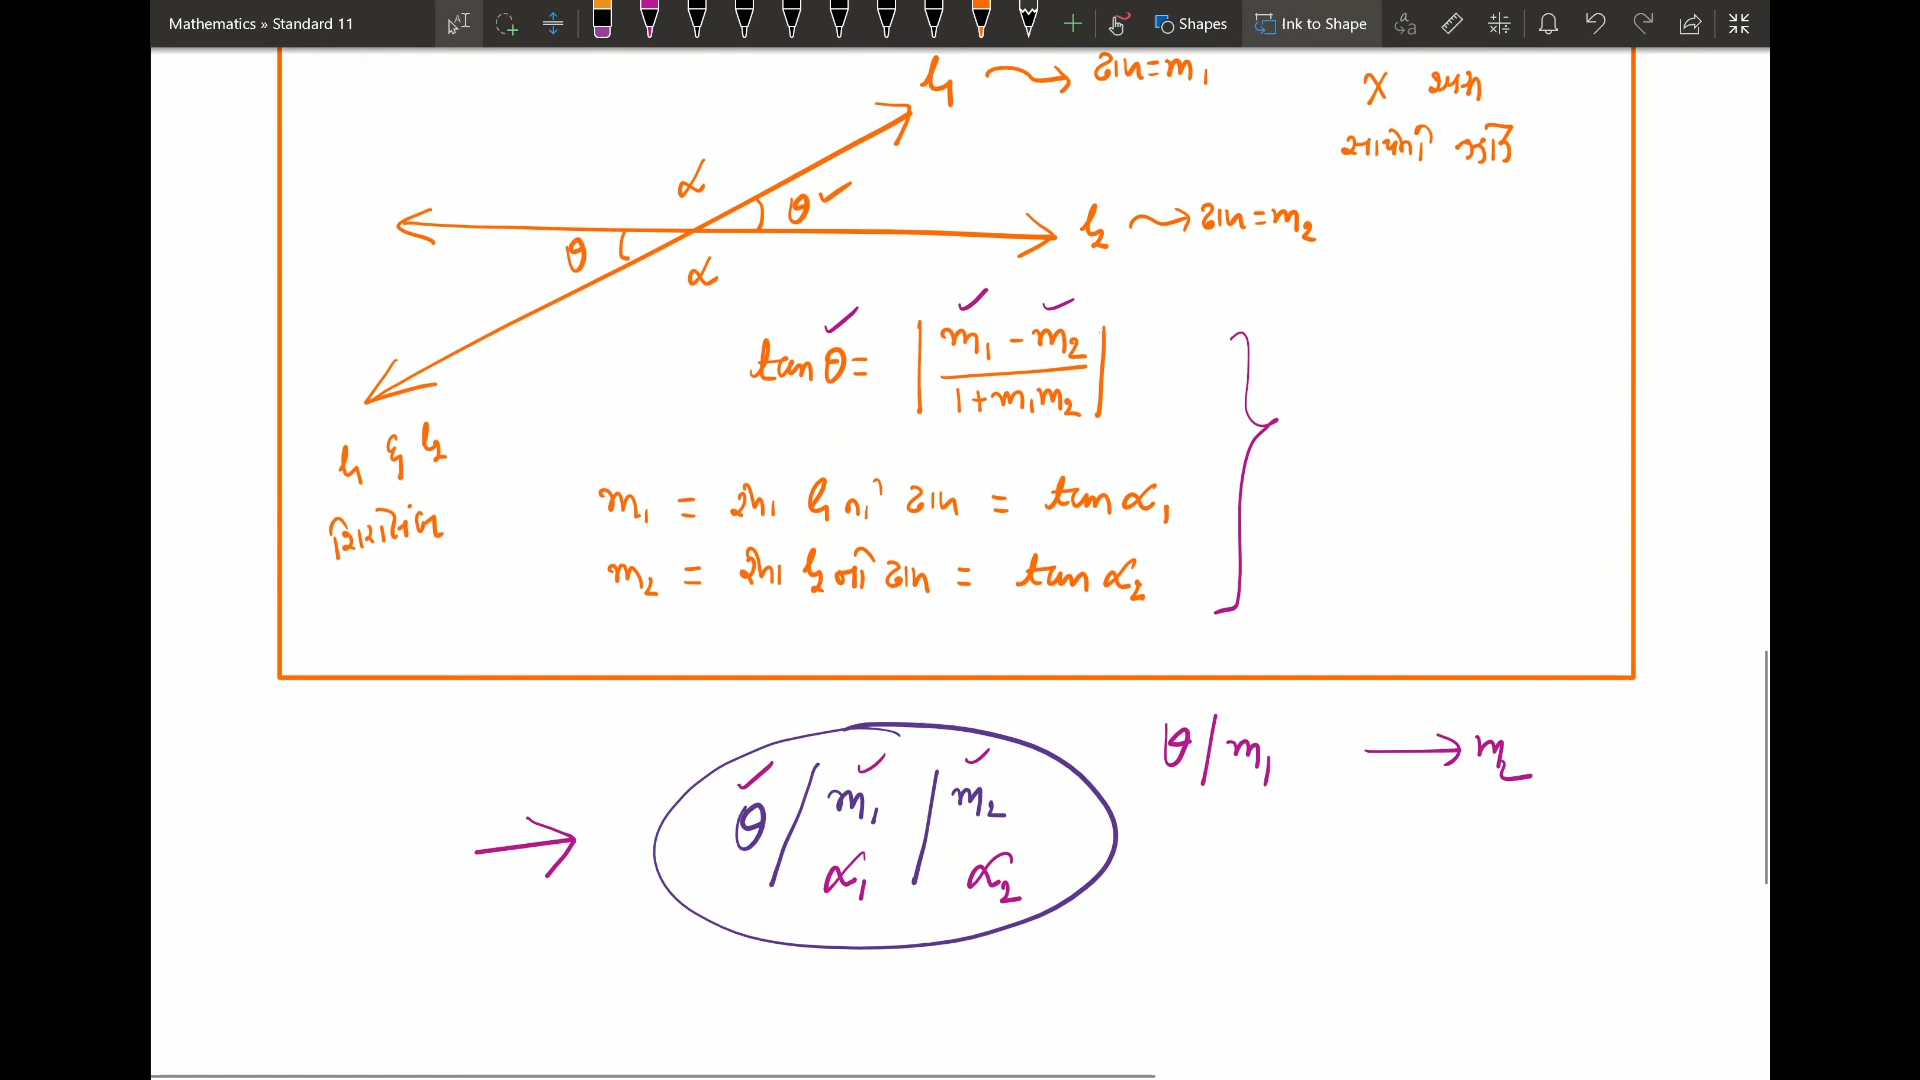 Mathematics » Standard 11
Shapes
Ink to Shape
l₁ → ઢાળ = m₁
X અક્ષ
α
θ ✓
l₂ → ઢાળ = m₂
θ
α
tan θ = | m₁ - m₂ / 1 + m₁m₂ |
l₁ ξ l₂
m₁ = રેખા l₁ નો ઢાળ = tan α₁
m₂ = રેખા l₂ નો ઢાળ = tan α₂
θ / m₁ → m₂
θ / m₁ / m₂
α₁ α₂